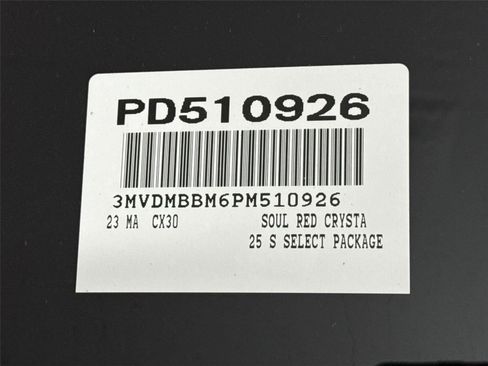 PD510926
3MVDMBBM6PM510926
23 MA CX30 SOUL RED CRYSTA
25 S SELECT PACKAGE